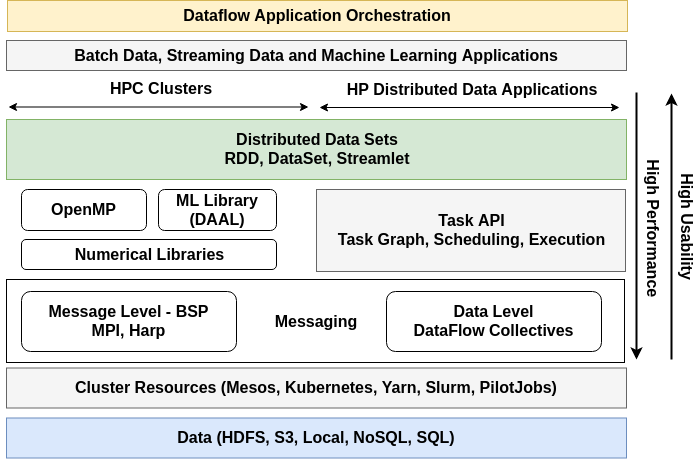 Dataflow Application Orchestration
Batch Data, Streaming Data and Machine Learning Applications
HPC Clusters
HP Distributed Data Applications
Distributed Data Sets
RDD, DataSet, Streamlet
OpenMP
ML Library
(DAAL)
Numerical Libraries
Task API
Task Graph, Scheduling, Execution
Message Level - BSP
MPI, Harp
Messaging
Data Level
DataFlow Collectives
Cluster Resources (Mesos, Kubernetes, Yarn, Slurm, PilotJobs)
Data (HDFS, S3, Local, NoSQL, SQL)
High Performance
High Usability